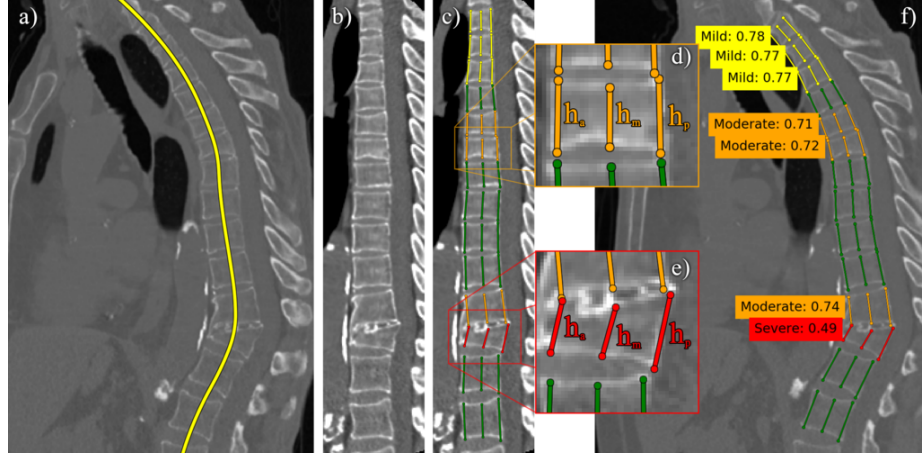 a)
b)
c)
d)
hₐ
hₘ
hₚ
e)
hₐ
hₘ
hₚ
f)
Mild: 0.78
Mild: 0.77
Mild: 0.77
Moderate: 0.71
Moderate: 0.72
Moderate: 0.74
Severe: 0.49